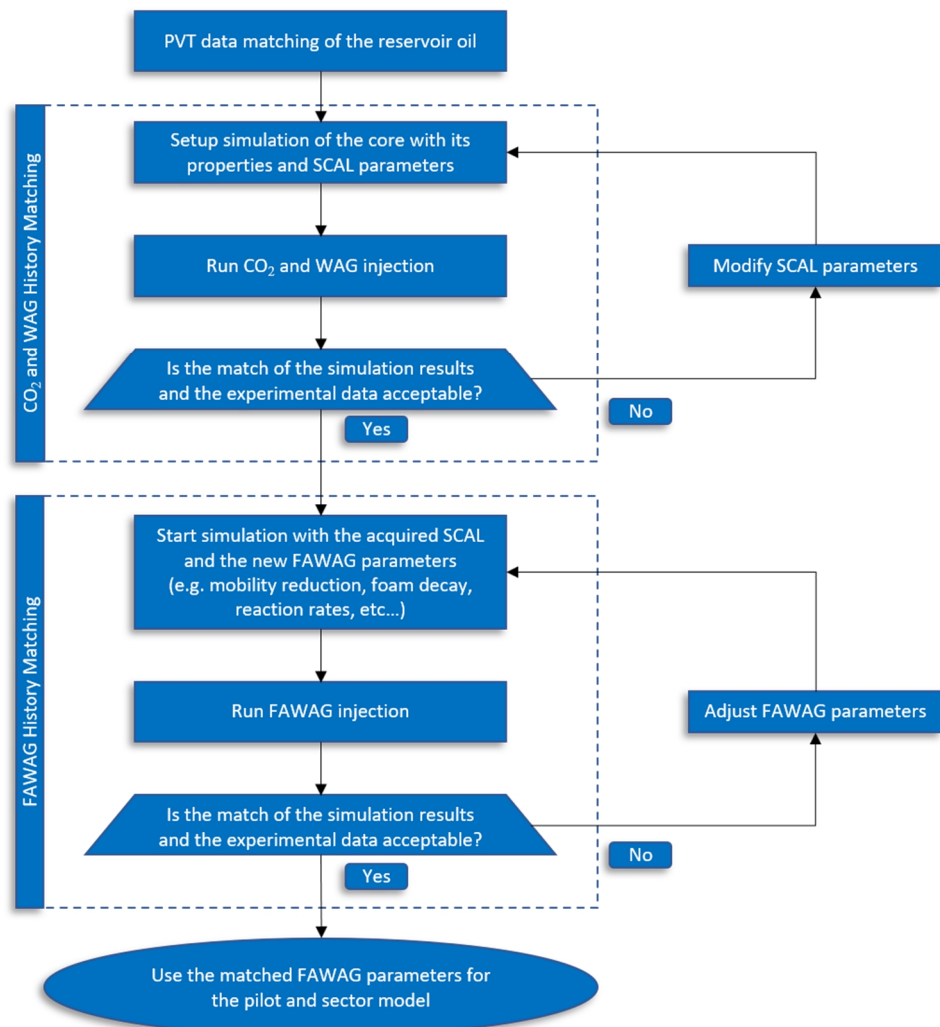 PVT data matching of the reservoir oil
CO₂ and WAG History Matching
Setup simulation of the core with its
properties and SCAL parameters
Run CO₂ and WAG injection
Modify SCAL parameters
Is the match of the simulation results
and the experimental data acceptable?
No
Yes
FAWAG History Matching
Start simulation with the acquired SCAL
and the new FAWAG parameters
(e.g. mobility reduction, foam decay,
reaction rates, etc...)
Run FAWAG injection
Adjust FAWAG parameters
Is the match of the simulation results
and the experimental data acceptable?
No
Yes
Use the matched FAWAG parameters for
the pilot and sector model